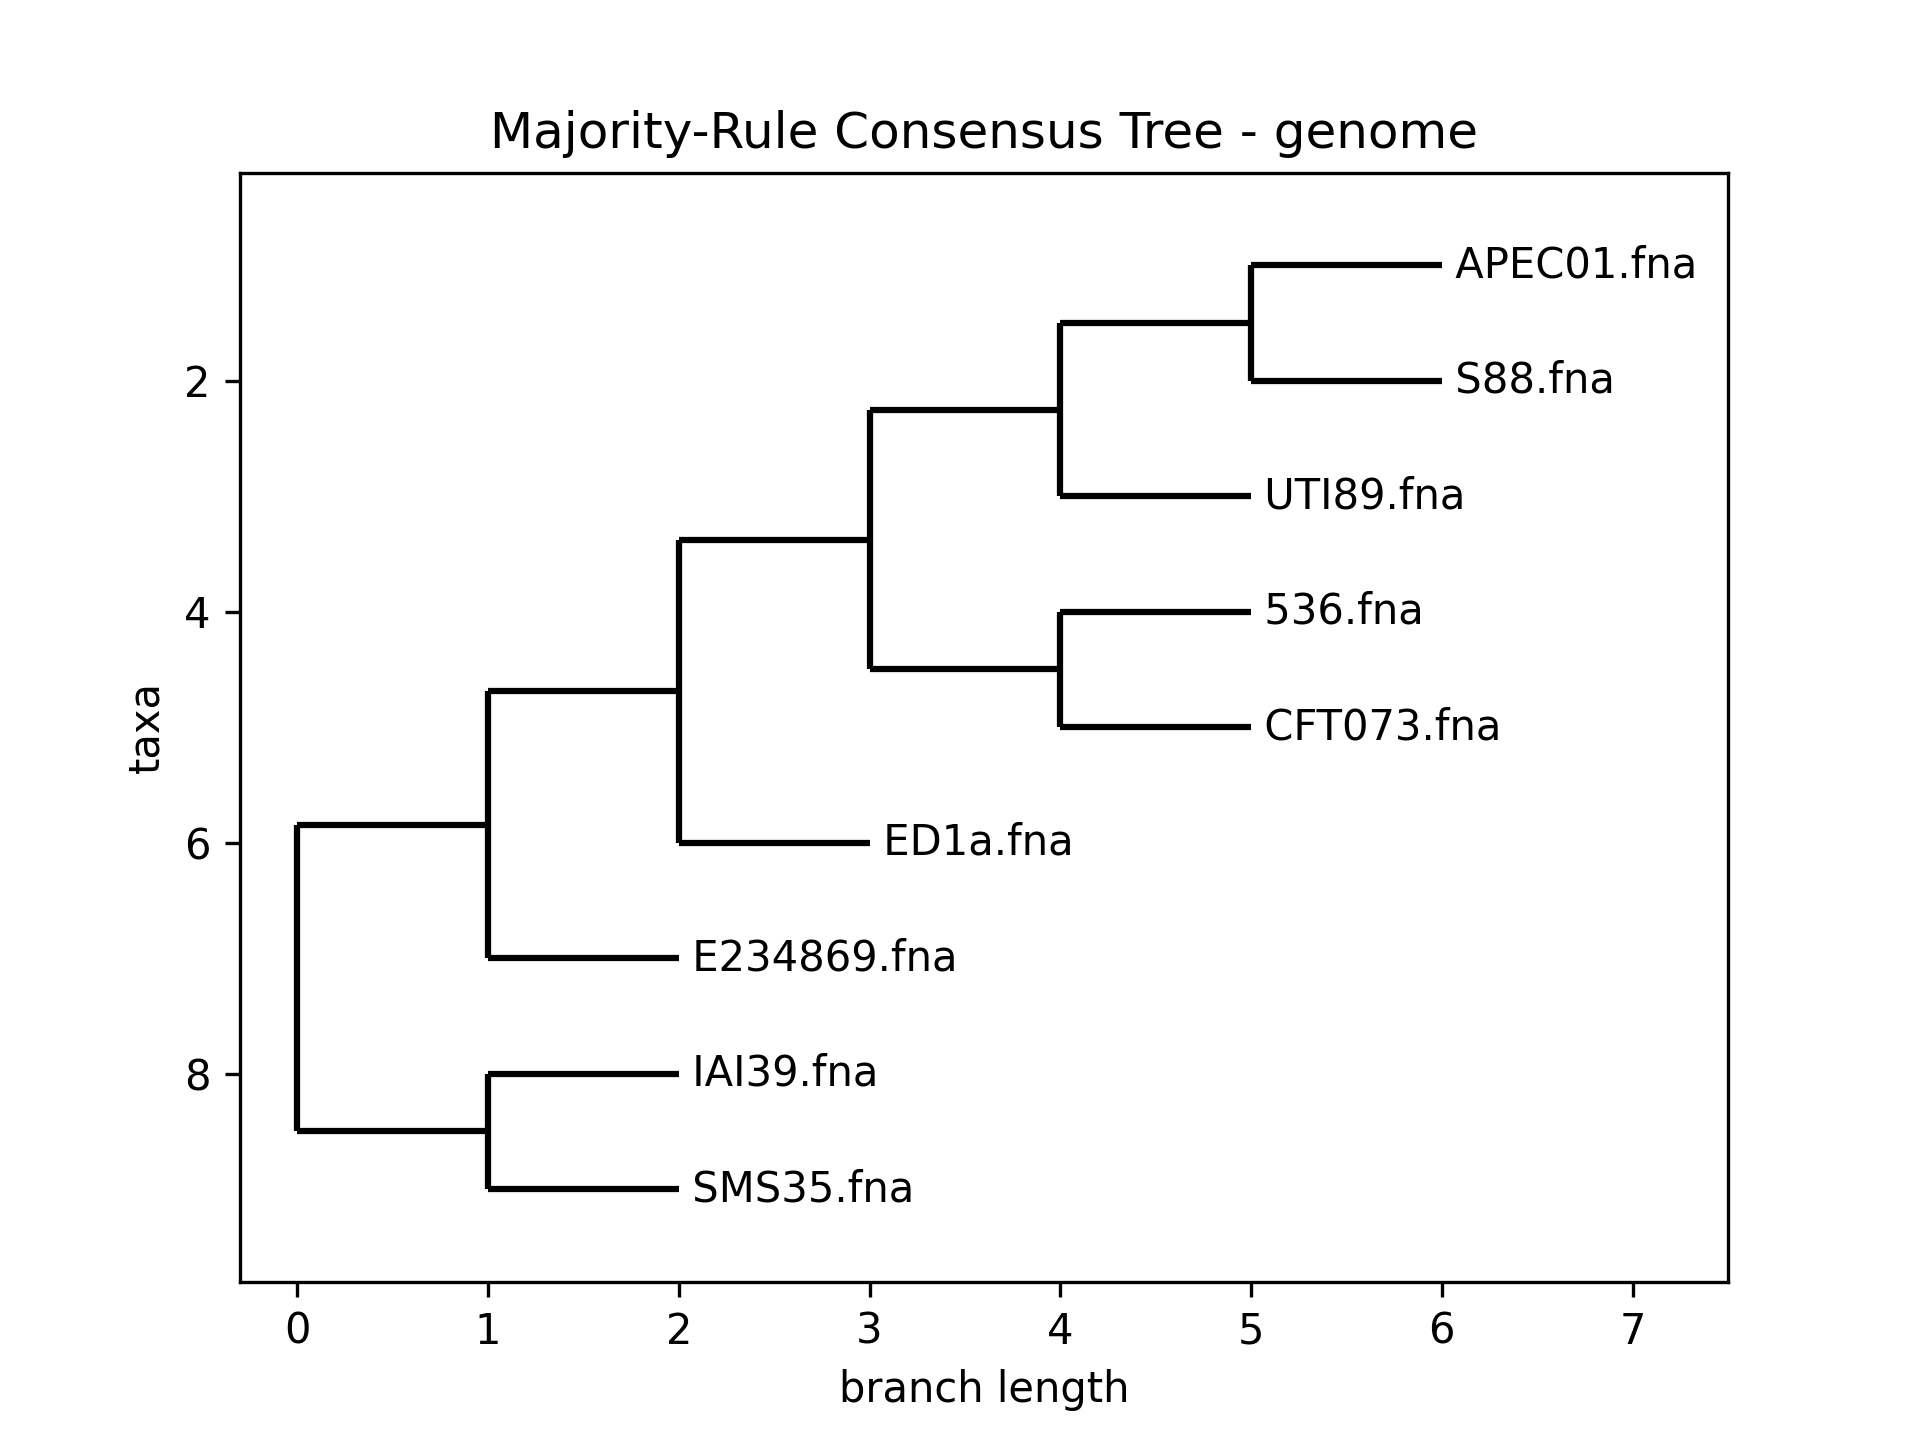 Majority-Rule Consensus Tree - genome
APEC01.fna
S88.fna
UTI89.fna
536.fna
CFT073.fna
ED1a.fna
E234869.fna
IAI39.fna
SMS35.fna
2
4
6
8
taxa
0 1 2 3 4 5 6 7
branch length